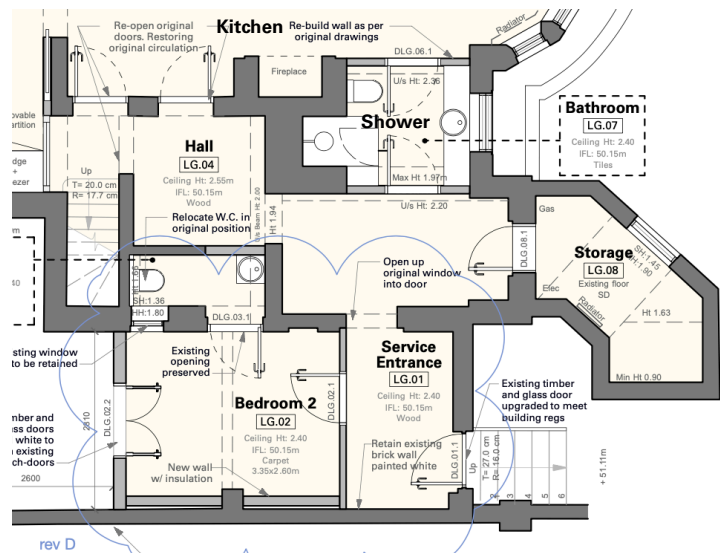 Re-open original
doors. Restoring
original circulation
Kitchen
Re-build wall as per
original drawings
DLG.06.1
Radiator
Fireplace
U/s Ht: 2.36
Shower
Bathroom
LG.07
Ceiling Ht: 2.40
IFL: 50.15m
Tiles
Max Ht 1.97m
U/s Ht: 2.20
Hall
LG.04
Ceiling Ht: 2.55m
IFL: 50.15m
Wood
ovable
partition
dge
+
eezer
Up
T= 20.0 cm
R= 17.7 cm
U/s Beam Ht: 2.00
Ht 1.94
Relocate W.C. in
original position
Gas
DLG.08.1
Storage
LG.08
Existing floor
SD
SH:1.45
HH:1.90
Elec
Radiator
Ht 1.63
Min Ht 0.90
Open up
original window
into door
Ht 1.65
SH:1.36
HH:1.80
DLG.03.1
40
isting window
to be retained
Existing
opening
preserved
Service
Entrance
LG.01
Ceiling Ht: 2.40
IFL: 50.15m
Wood
Bedroom 2
LG.02
Ceiling Ht: 2.40
IFL: 50.15m
Carpet
3.35x2.60m
DLG.02.1
DLG.02.2
2810
mber and
ss doors
white to
existing
ch-doors
2600
New wall
w/ insulation
Retain existing
brick wall
painted white
Existing timber
and glass door
upgraded to meet
building regs
DLG.01.1
Up
T= 27.0 cm
R= 16.0 cm
2
3
4
5
6
+ 51.11m
rev D